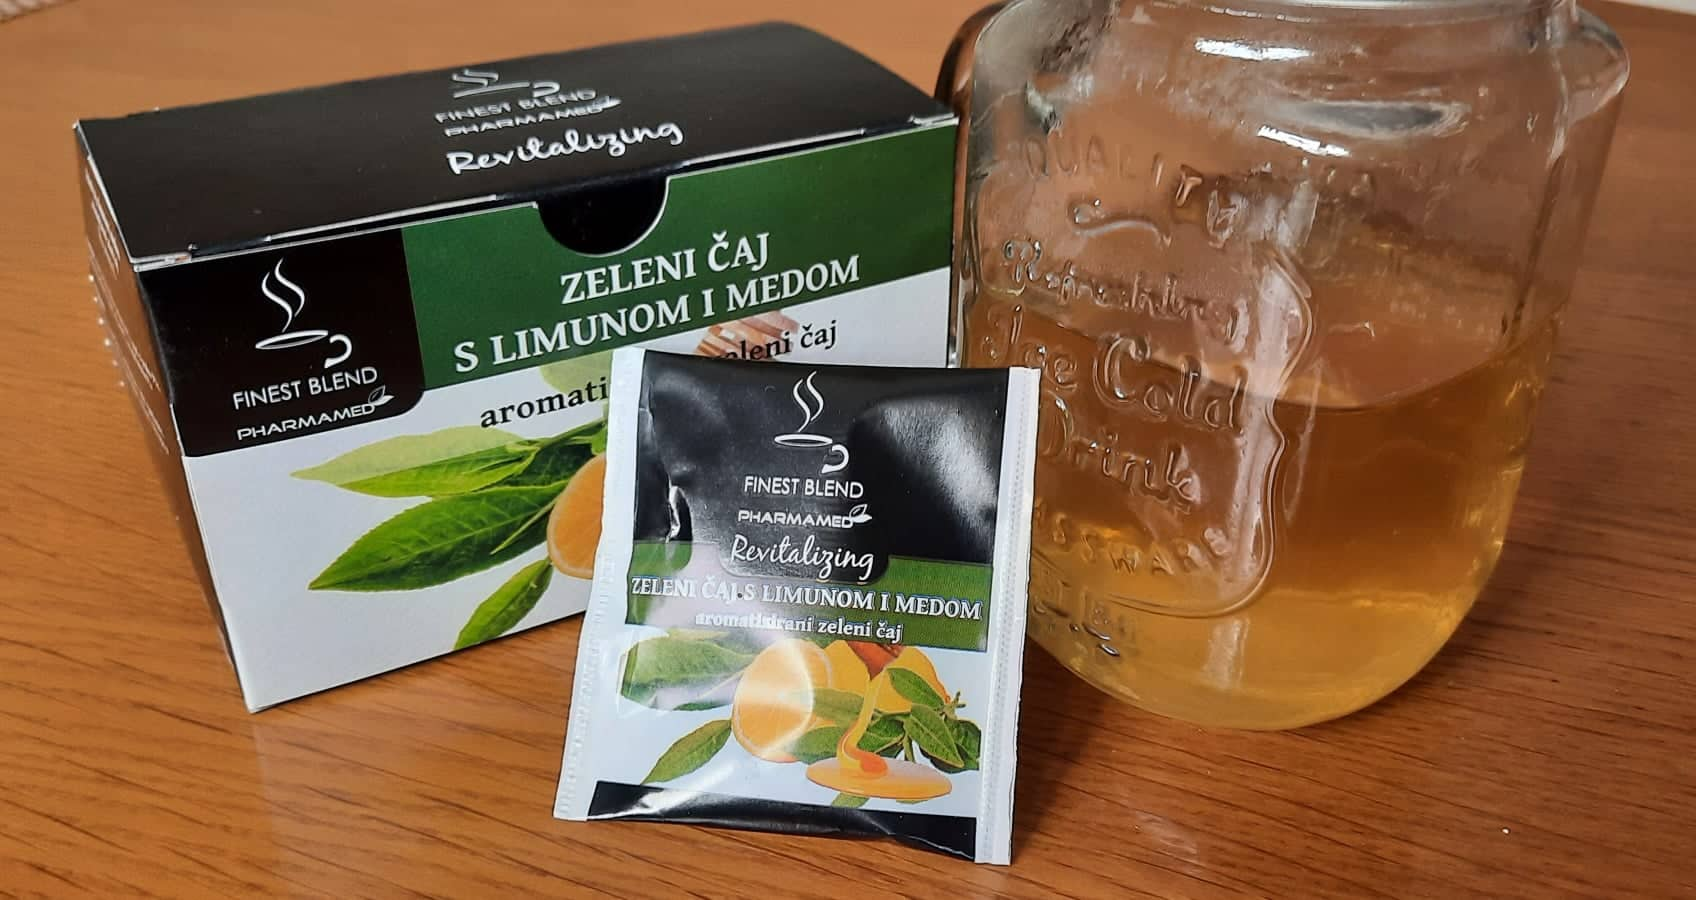 FINEST BLEND
PHARMAMED
Revitalizing
ZELENI ČAJ
S LIMUNOM I MEDOM
zeleni čaj
FINEST BLEND
PHARMAMED
FINEST BLEND
PHARMAMED
Revitalizing
ZELENI ČAJ S LIMUNOM I MEDOM
aromatizirani zeleni čaj
QUALITY
Refreshing
Ice Cold
Drink